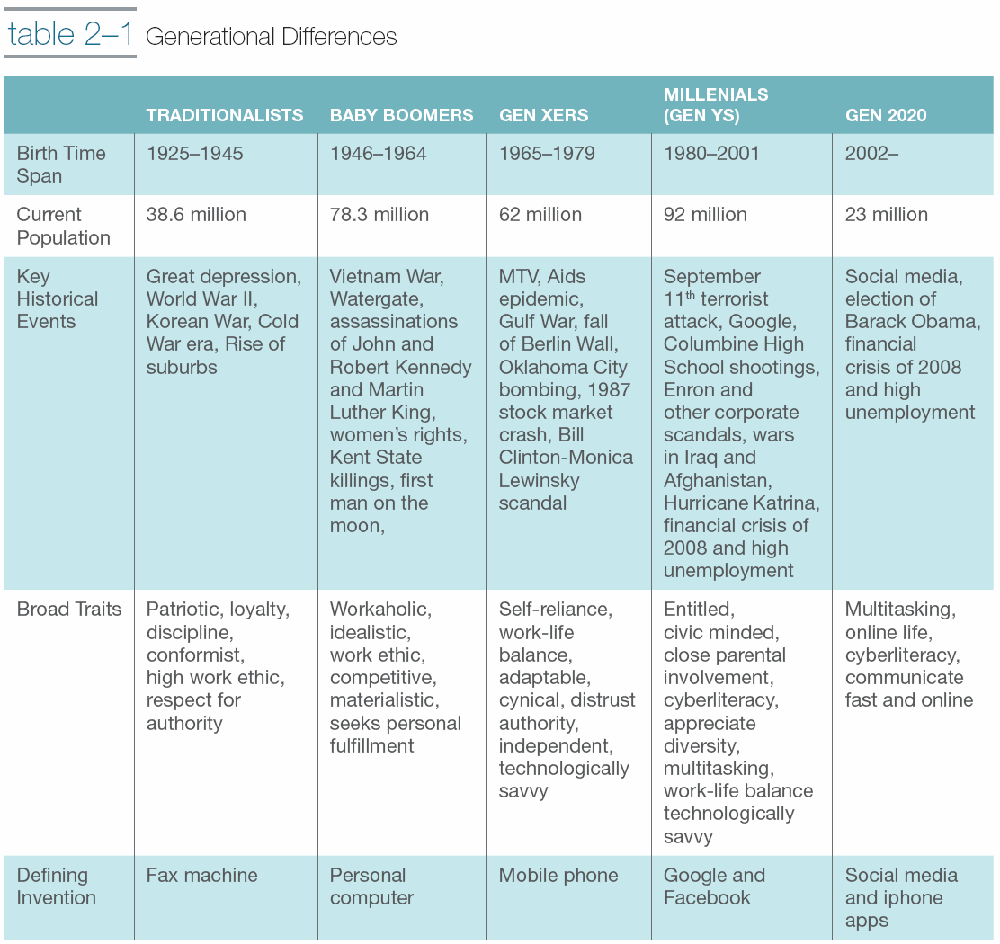 table 2–1 Generational Differences
TRADITIONALISTS
BABY BOOMERS
GEN XERS
MILLENIALS
(GEN YS)
GEN 2020
Birth Time
Span
1925–1945
1946–1964
1965–1979
1980–2001
2002–
Current
Population
38.6 million
78.3 million
62 million
92 million
23 million
Key
Historical
Events
Great depression,
World War II,
Korean War, Cold
War era, Rise of
suburbs
Vietnam War,
Watergate,
assassinations
of John and
Robert Kennedy
and Martin
Luther King,
women's rights,
Kent State
killings, first
man on the
moon,
MTV, Aids
epidemic,
Gulf War, fall
of Berlin Wall,
Oklahoma City
bombing, 1987
stock market
crash, Bill
Clinton-Monica
Lewinsky
scandal
September
11th terrorist
attack, Google,
Columbine High
School shootings,
Enron and
other corporate
scandals, wars
in Iraq and
Afghanistan,
Hurricane Katrina,
financial crisis of
2008 and high
unemployment
Social media,
election of
Barack Obama,
financial
crisis of 2008
and high
unemployment
Broad Traits
Patriotic, loyalty,
discipline,
conformist,
high work ethic,
respect for
authority
Workaholic,
idealistic,
work ethic,
competitive,
materialistic,
seeks personal
fulfillment
Self-reliance,
work-life
balance,
adaptable,
cynical, distrust
authority,
independent,
technologically
savvy
Entitled,
civic minded,
close parental
involvement,
cyberliteracy,
appreciate
diversity,
multitasking,
work-life balance
technologically
savvy
Multitasking,
online life,
cyberliteracy,
communicate
fast and online
Defining
Invention
Fax machine
Personal
computer
Mobile phone
Google and
Facebook
Social media
and iphone
apps